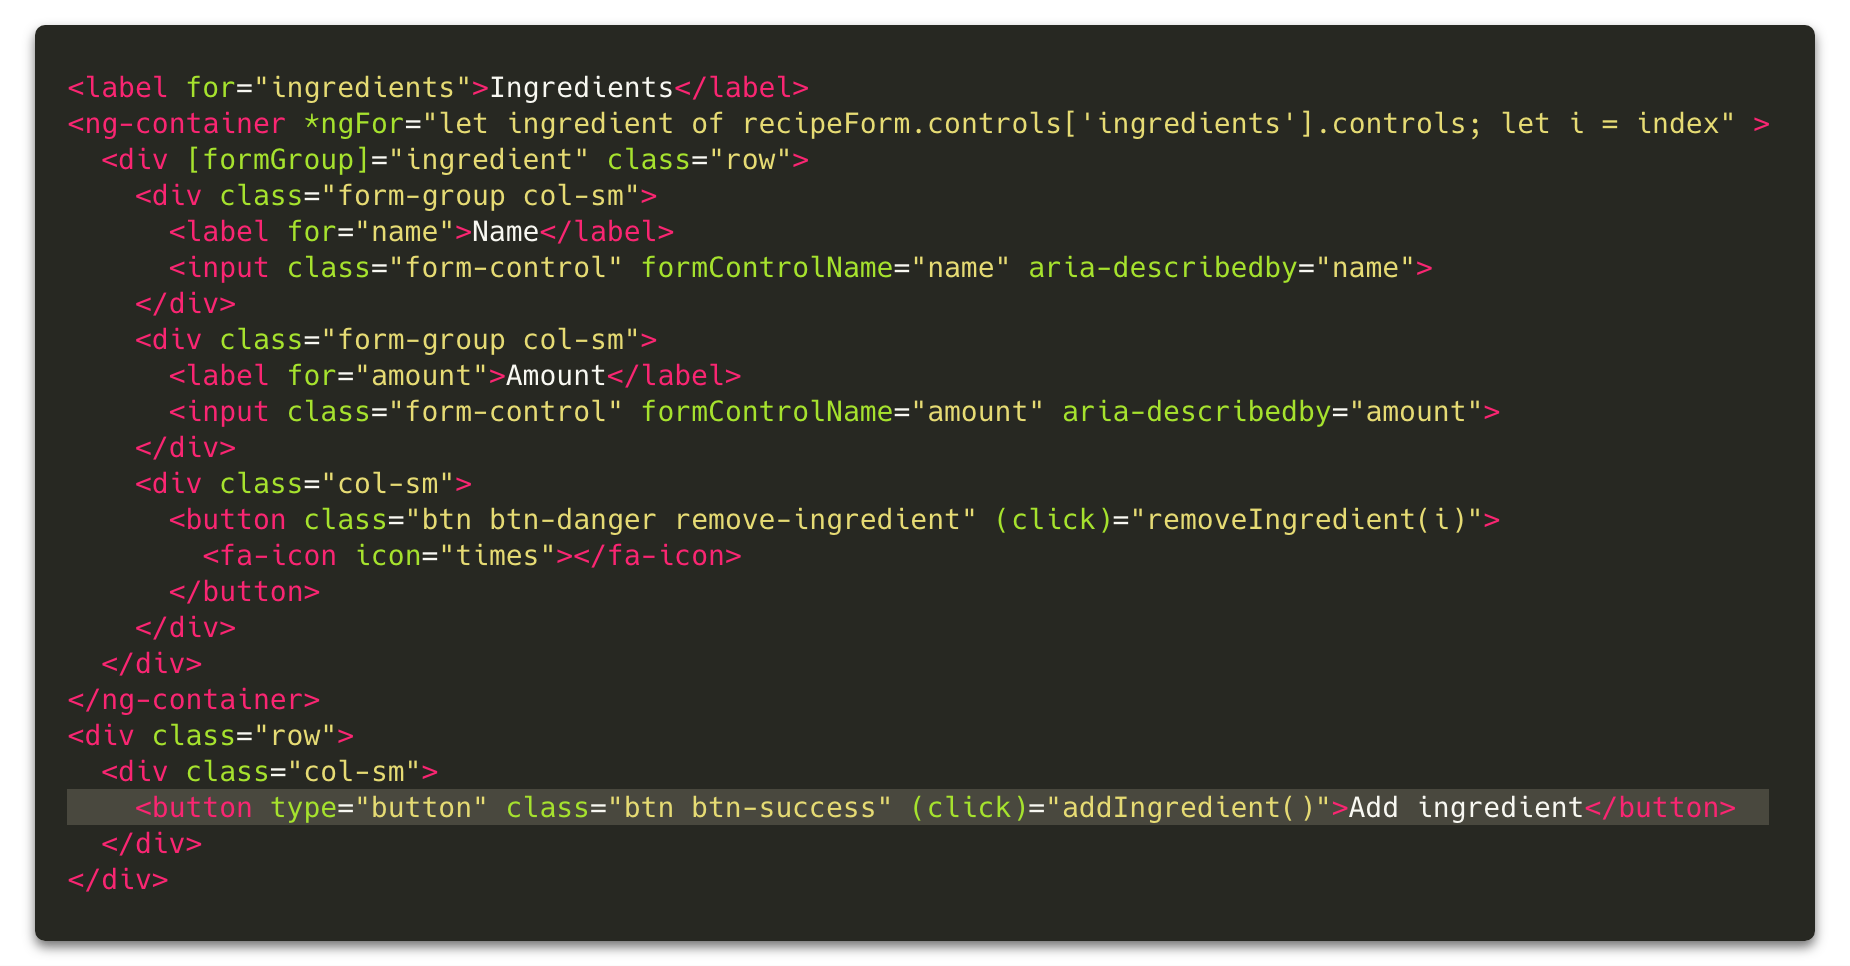 <label for="ingredients">Ingredients</label>
<ng-container *ngFor="let ingredient of recipeForm.controls['ingredients'].controls; let i = index" >
  <div [formGroup]="ingredient" class="row">
    <div class="form-group col-sm">
      <label for="name">Name</label>
      <input class="form-control" formControlName="name" aria-describedby="name">
    </div>
    <div class="form-group col-sm">
      <label for="amount">Amount</label>
      <input class="form-control" formControlName="amount" aria-describedby="amount">
    </div>
    <div class="col-sm">
      <button class="btn btn-danger remove-ingredient" (click)="removeIngredient(i)">
        <fa-icon icon="times"></fa-icon>
      </button>
    </div>
  </div>
</ng-container>
<div class="row">
  <div class="col-sm">
    <button type="button" class="btn btn-success" (click)="addIngredient()">Add ingredient</button>
  </div>
</div>